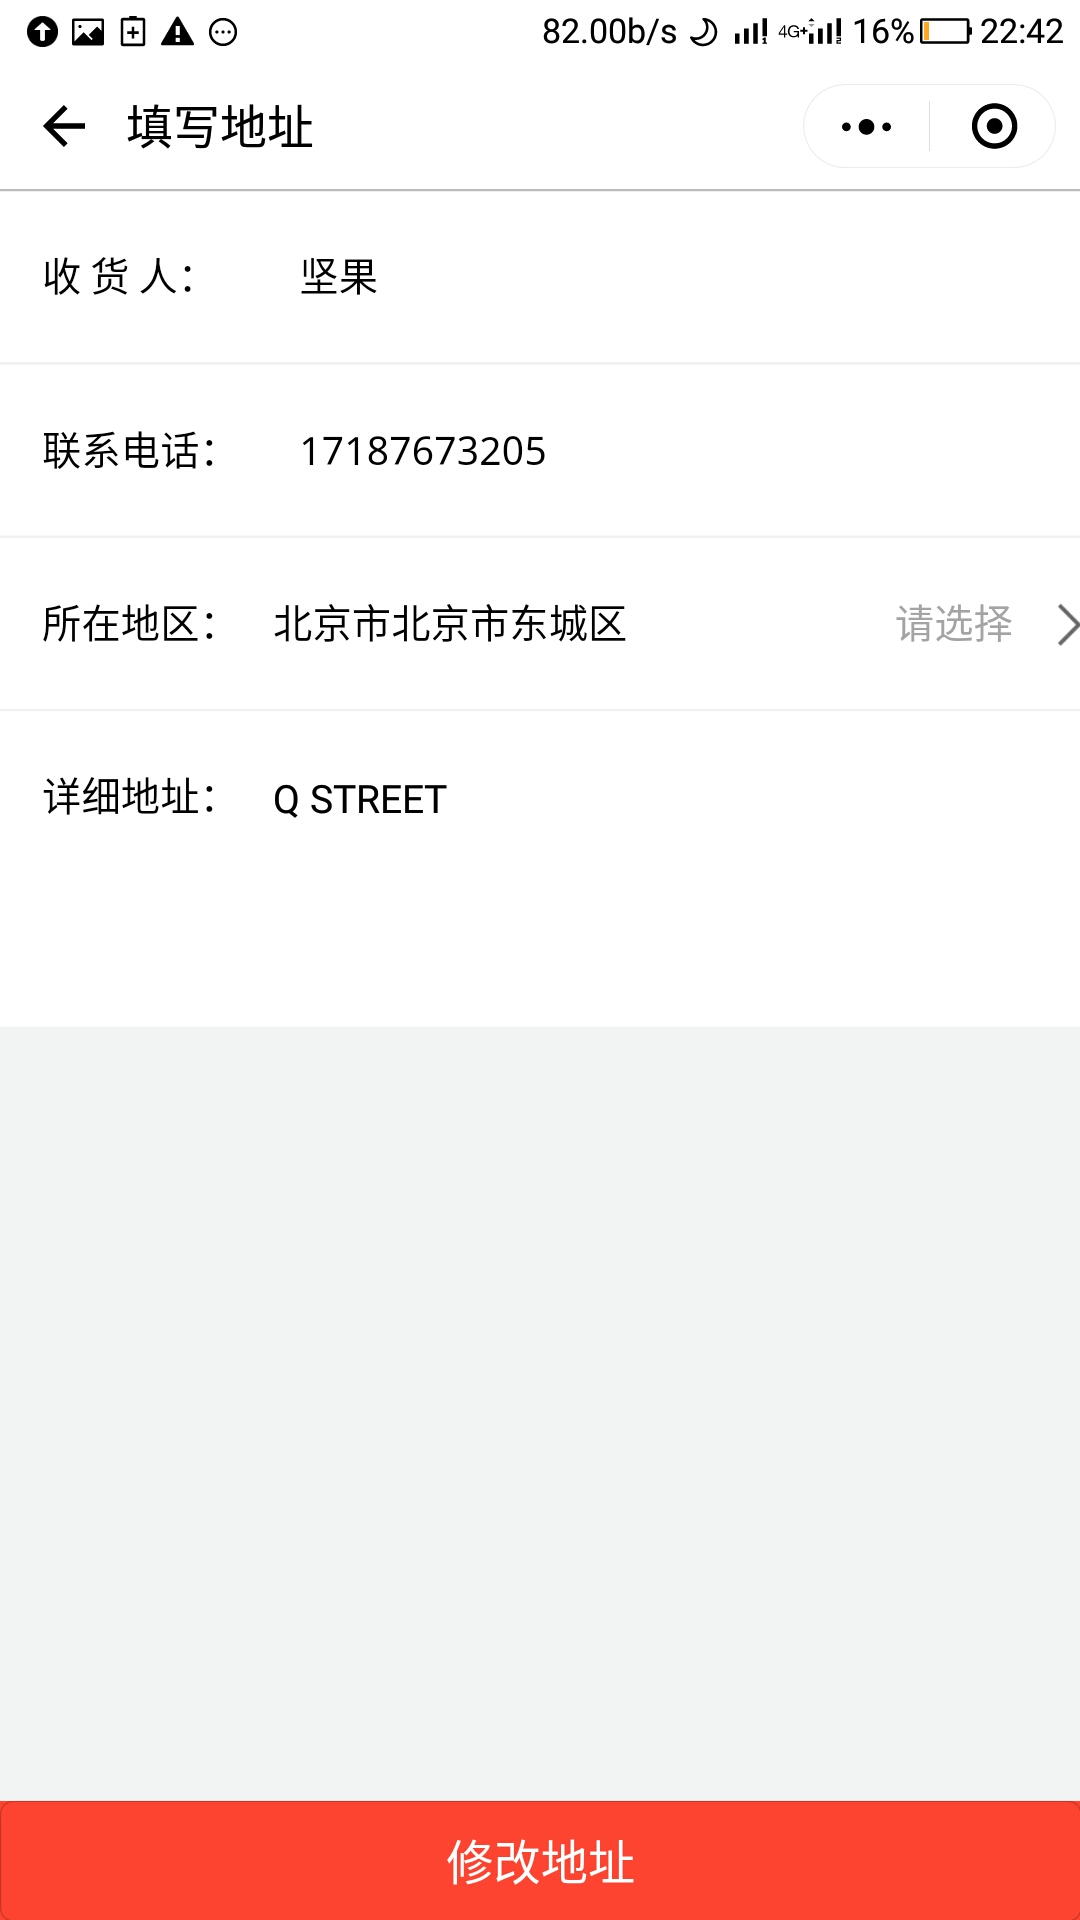 82.00b/s 4G+ 16% 22:42
填写地址
收 货 人： 坚果
联系电话： 17187673205
所在地区： 北京市北京市东城区 请选择
详细地址： Q STREET
修改地址